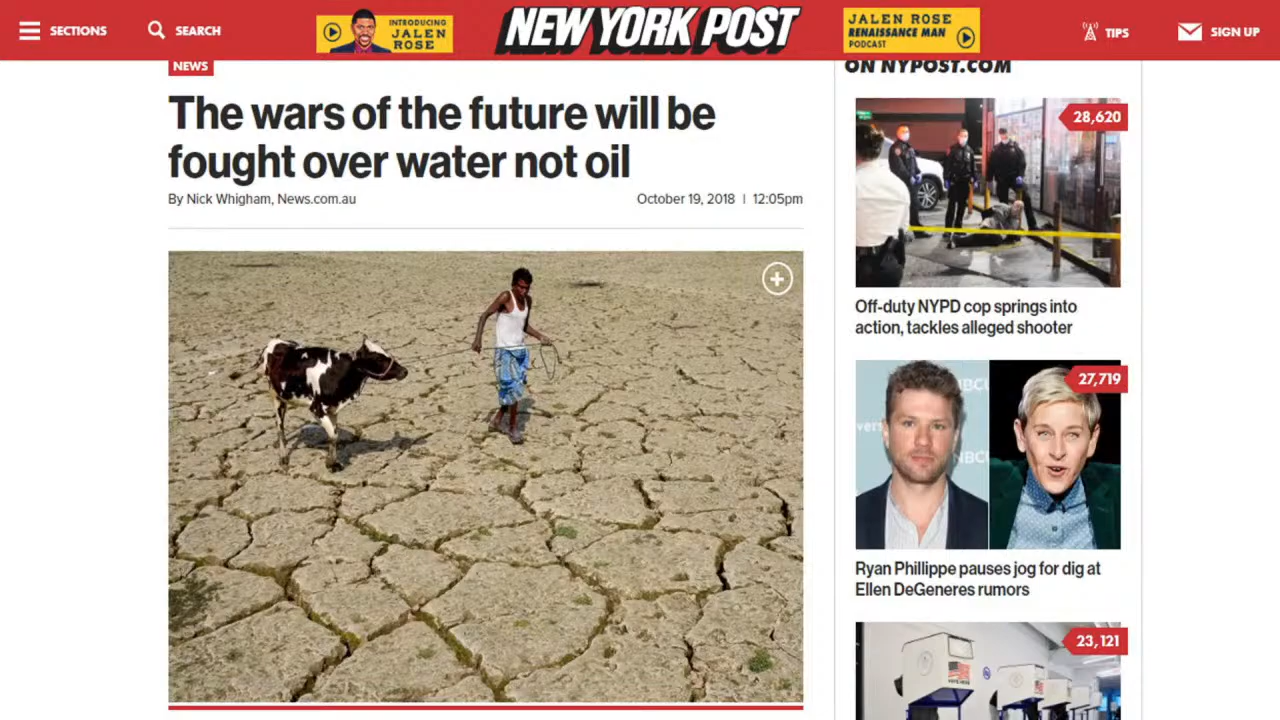 SECTIONS
SEARCH
INTRODUCING
JALEN
ROSE
NEW YORK POST
JALEN ROSE
RENAISSANCE MAN
PODCAST
TIPS
SIGN UP
NEWS
The wars of the future will be
fought over water not oil
By Nick Whigham, News.com.au
October 19, 2018 | 12:05pm
ON NYPOST.COM
28,620
Off-duty NYPD cop springs into
action, tackles alleged shooter
27,719
Ryan Phillippe pauses jog for dig at
Ellen DeGeneres rumors
23,121